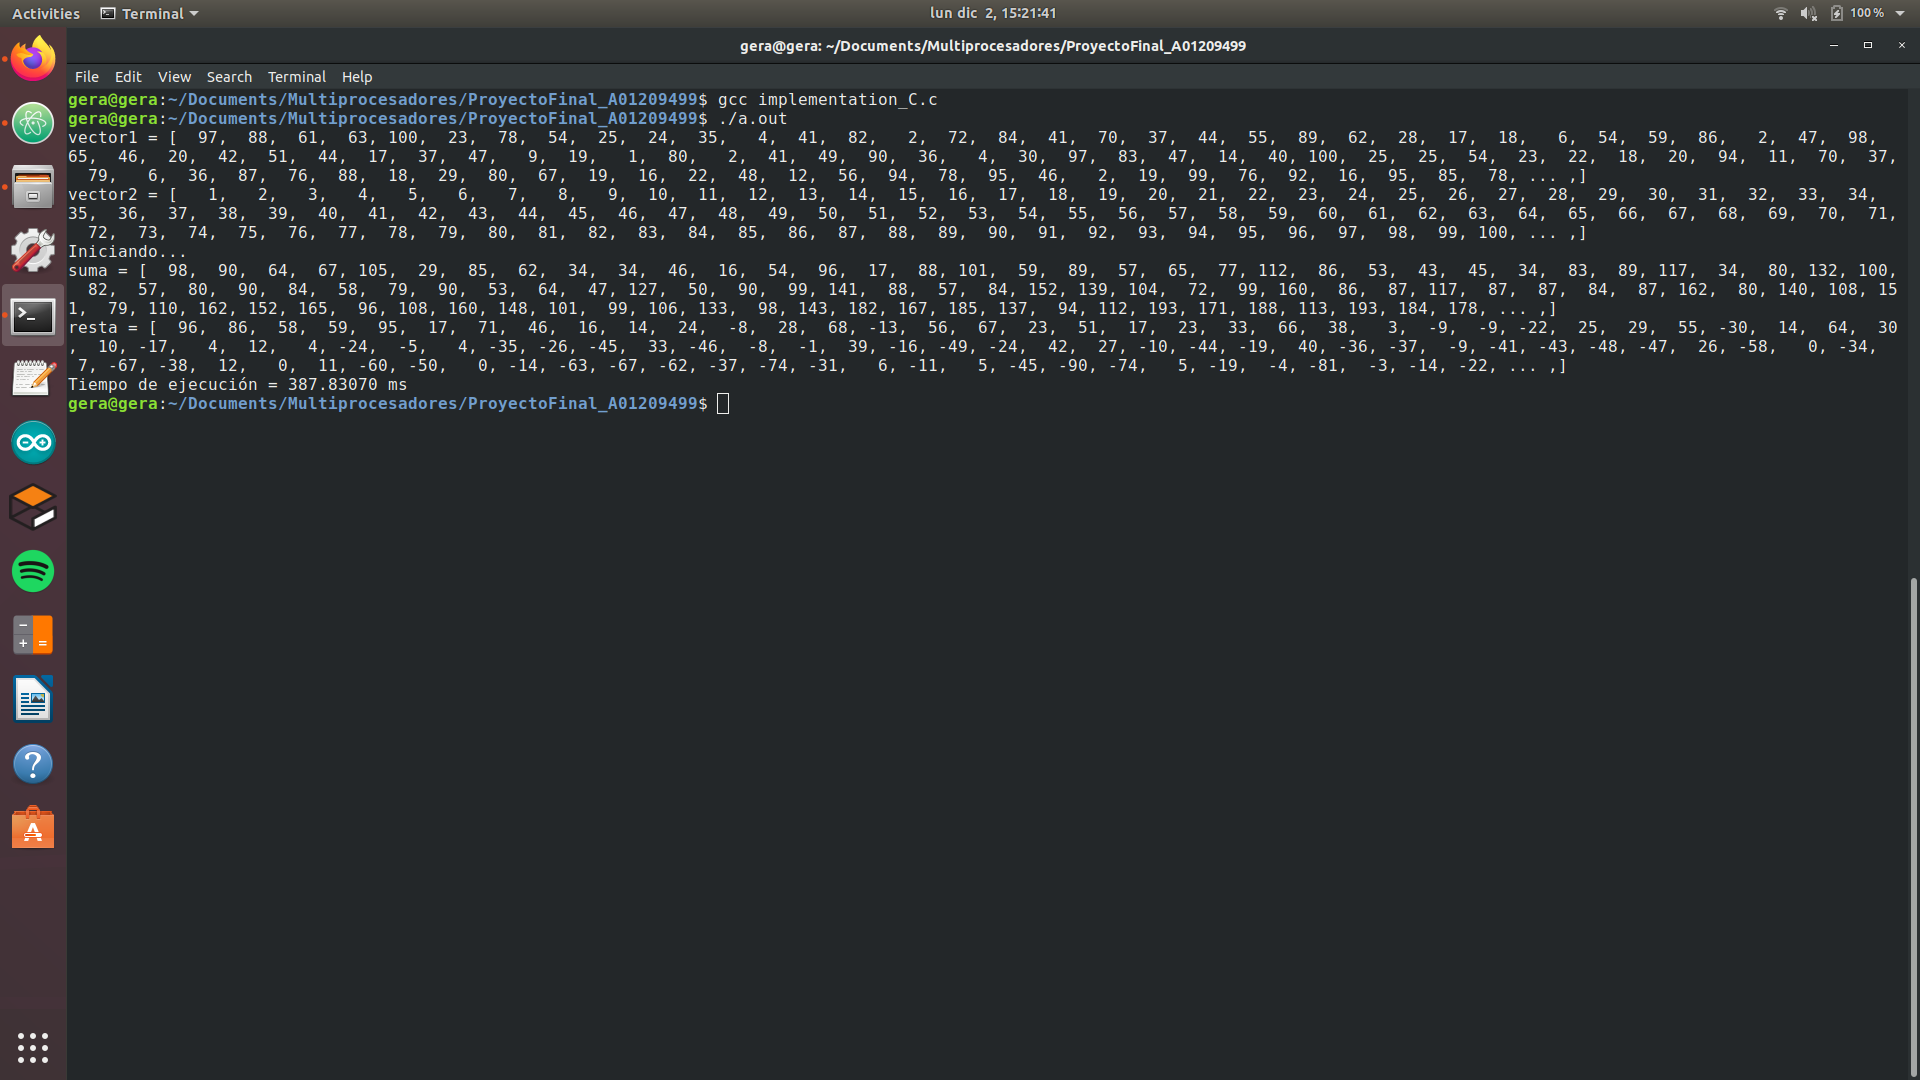 Activities Terminal lun dic 2, 15:21:41 100%
gera@gera: ~/Documents/Multiprocesadores/ProyectoFinal_A01209499
File Edit View Search Terminal Help
gera@gera:~/Documents/Multiprocesadores/ProyectoFinal_A01209499$ gcc implementation_C.c
gera@gera:~/Documents/Multiprocesadores/ProyectoFinal_A01209499$ ./a.out
vector1 = [  97,  88,  61,  63, 100,  23,  78,  54,  25,  24,  35,   4,  41,  82,   2,  72,  84,  41,  70,  37,  44,  55,  89,  62,  28,  17,  18,   6,  54,  59,  86,   2,  47,  98,
65,  46,  20,  42,  51,  44,  17,  37,  47,   9,  19,   1,  80,   2,  41,  49,  90,  36,   4,  30,  97,  83,  47,  14,  40, 100,  25,  25,  54,  23,  22,  18,  20,  94,  11,  70,  37,
79,   6,  36,  87,  76,  88,  18,  29,  80,  67,  19,  16,  22,  48,  12,  56,  94,  78,  95,  46,   2,  19,  99,  76,  92,  16,  95,  85,  78, ... ,]
vector2 = [   1,   2,   3,   4,   5,   6,   7,   8,   9,  10,  11,  12,  13,  14,  15,  16,  17,  18,  19,  20,  21,  22,  23,  24,  25,  26,  27,  28,  29,  30,  31,  32,  33,  34,
35,  36,  37,  38,  39,  40,  41,  42,  43,  44,  45,  46,  47,  48,  49,  50,  51,  52,  53,  54,  55,  56,  57,  58,  59,  60,  61,  62,  63,  64,  65,  66,  67,  68,  69,  70,  71,
72,  73,  74,  75,  76,  77,  78,  79,  80,  81,  82,  83,  84,  85,  86,  87,  88,  89,  90,  91,  92,  93,  94,  95,  96,  97,  98,  99, 100, ... ,]
Iniciando...
suma = [  98,  90,  64,  67, 105,  29,  85,  62,  34,  34,  46,  16,  54,  96,  17,  88, 101,  59,  89,  57,  65,  77, 112,  86,  53,  43,  45,  34,  83,  89, 117,  34,  80, 132, 100,
82,  57,  80,  90,  84,  58,  79,  90,  53,  64,  47, 127,  50,  90,  99, 141,  88,  57,  84, 152, 139, 104,  72,  99, 160,  86,  87, 117,  87,  87,  84,  87, 162,  80, 140, 108, 15
1,  79, 110, 162, 152, 165,  96, 108, 160, 148, 101,  99, 106, 133,  98, 143, 182, 167, 185, 137,  94, 112, 193, 171, 188, 113, 193, 184, 178, ... ,]
resta = [  96,  86,  58,  59,  95,  17,  71,  46,  16,  14,  24,  -8,  28,  68, -13,  56,  67,  23,  51,  17,  23,  33,  66,  38,   3,  -9,  -9, -22,  25,  29,  55, -30,  14,  64,  30
,  10, -17,   4,  12,   4, -24,  -5,   4, -35, -26, -45,  33, -46,  -8,  -1,  39, -16, -49, -24,  42,  27, -10, -44, -19,  40, -36, -37,  -9, -41, -43, -48, -47,  26, -58,   0, -34,
7, -67, -38,  12,   0,  11, -60, -50,   0, -14, -63, -67, -62, -37, -74, -31,   6, -11,   5, -45, -90, -74,   5, -19,  -4, -81,  -3, -14, -22, ... ,]
Tiempo de ejecución = 387.83070 ms
gera@gera:~/Documents/Multiprocesadores/ProyectoFinal_A01209499$